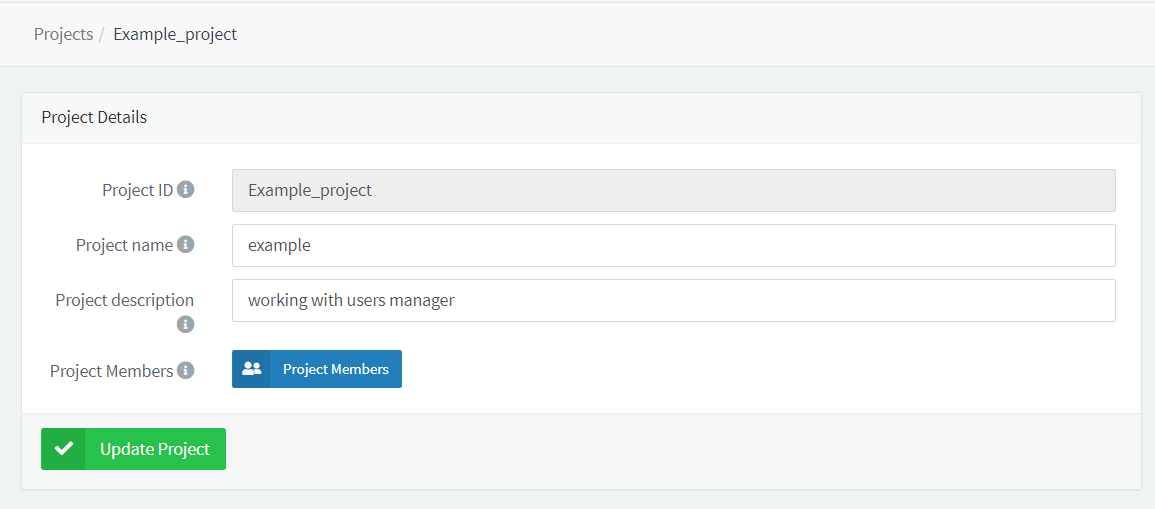 Projects / Example_project
Project Details
Project ID
Example_project
Project name
example
Project description
working with users manager
Project Members
Project Members
Update Project